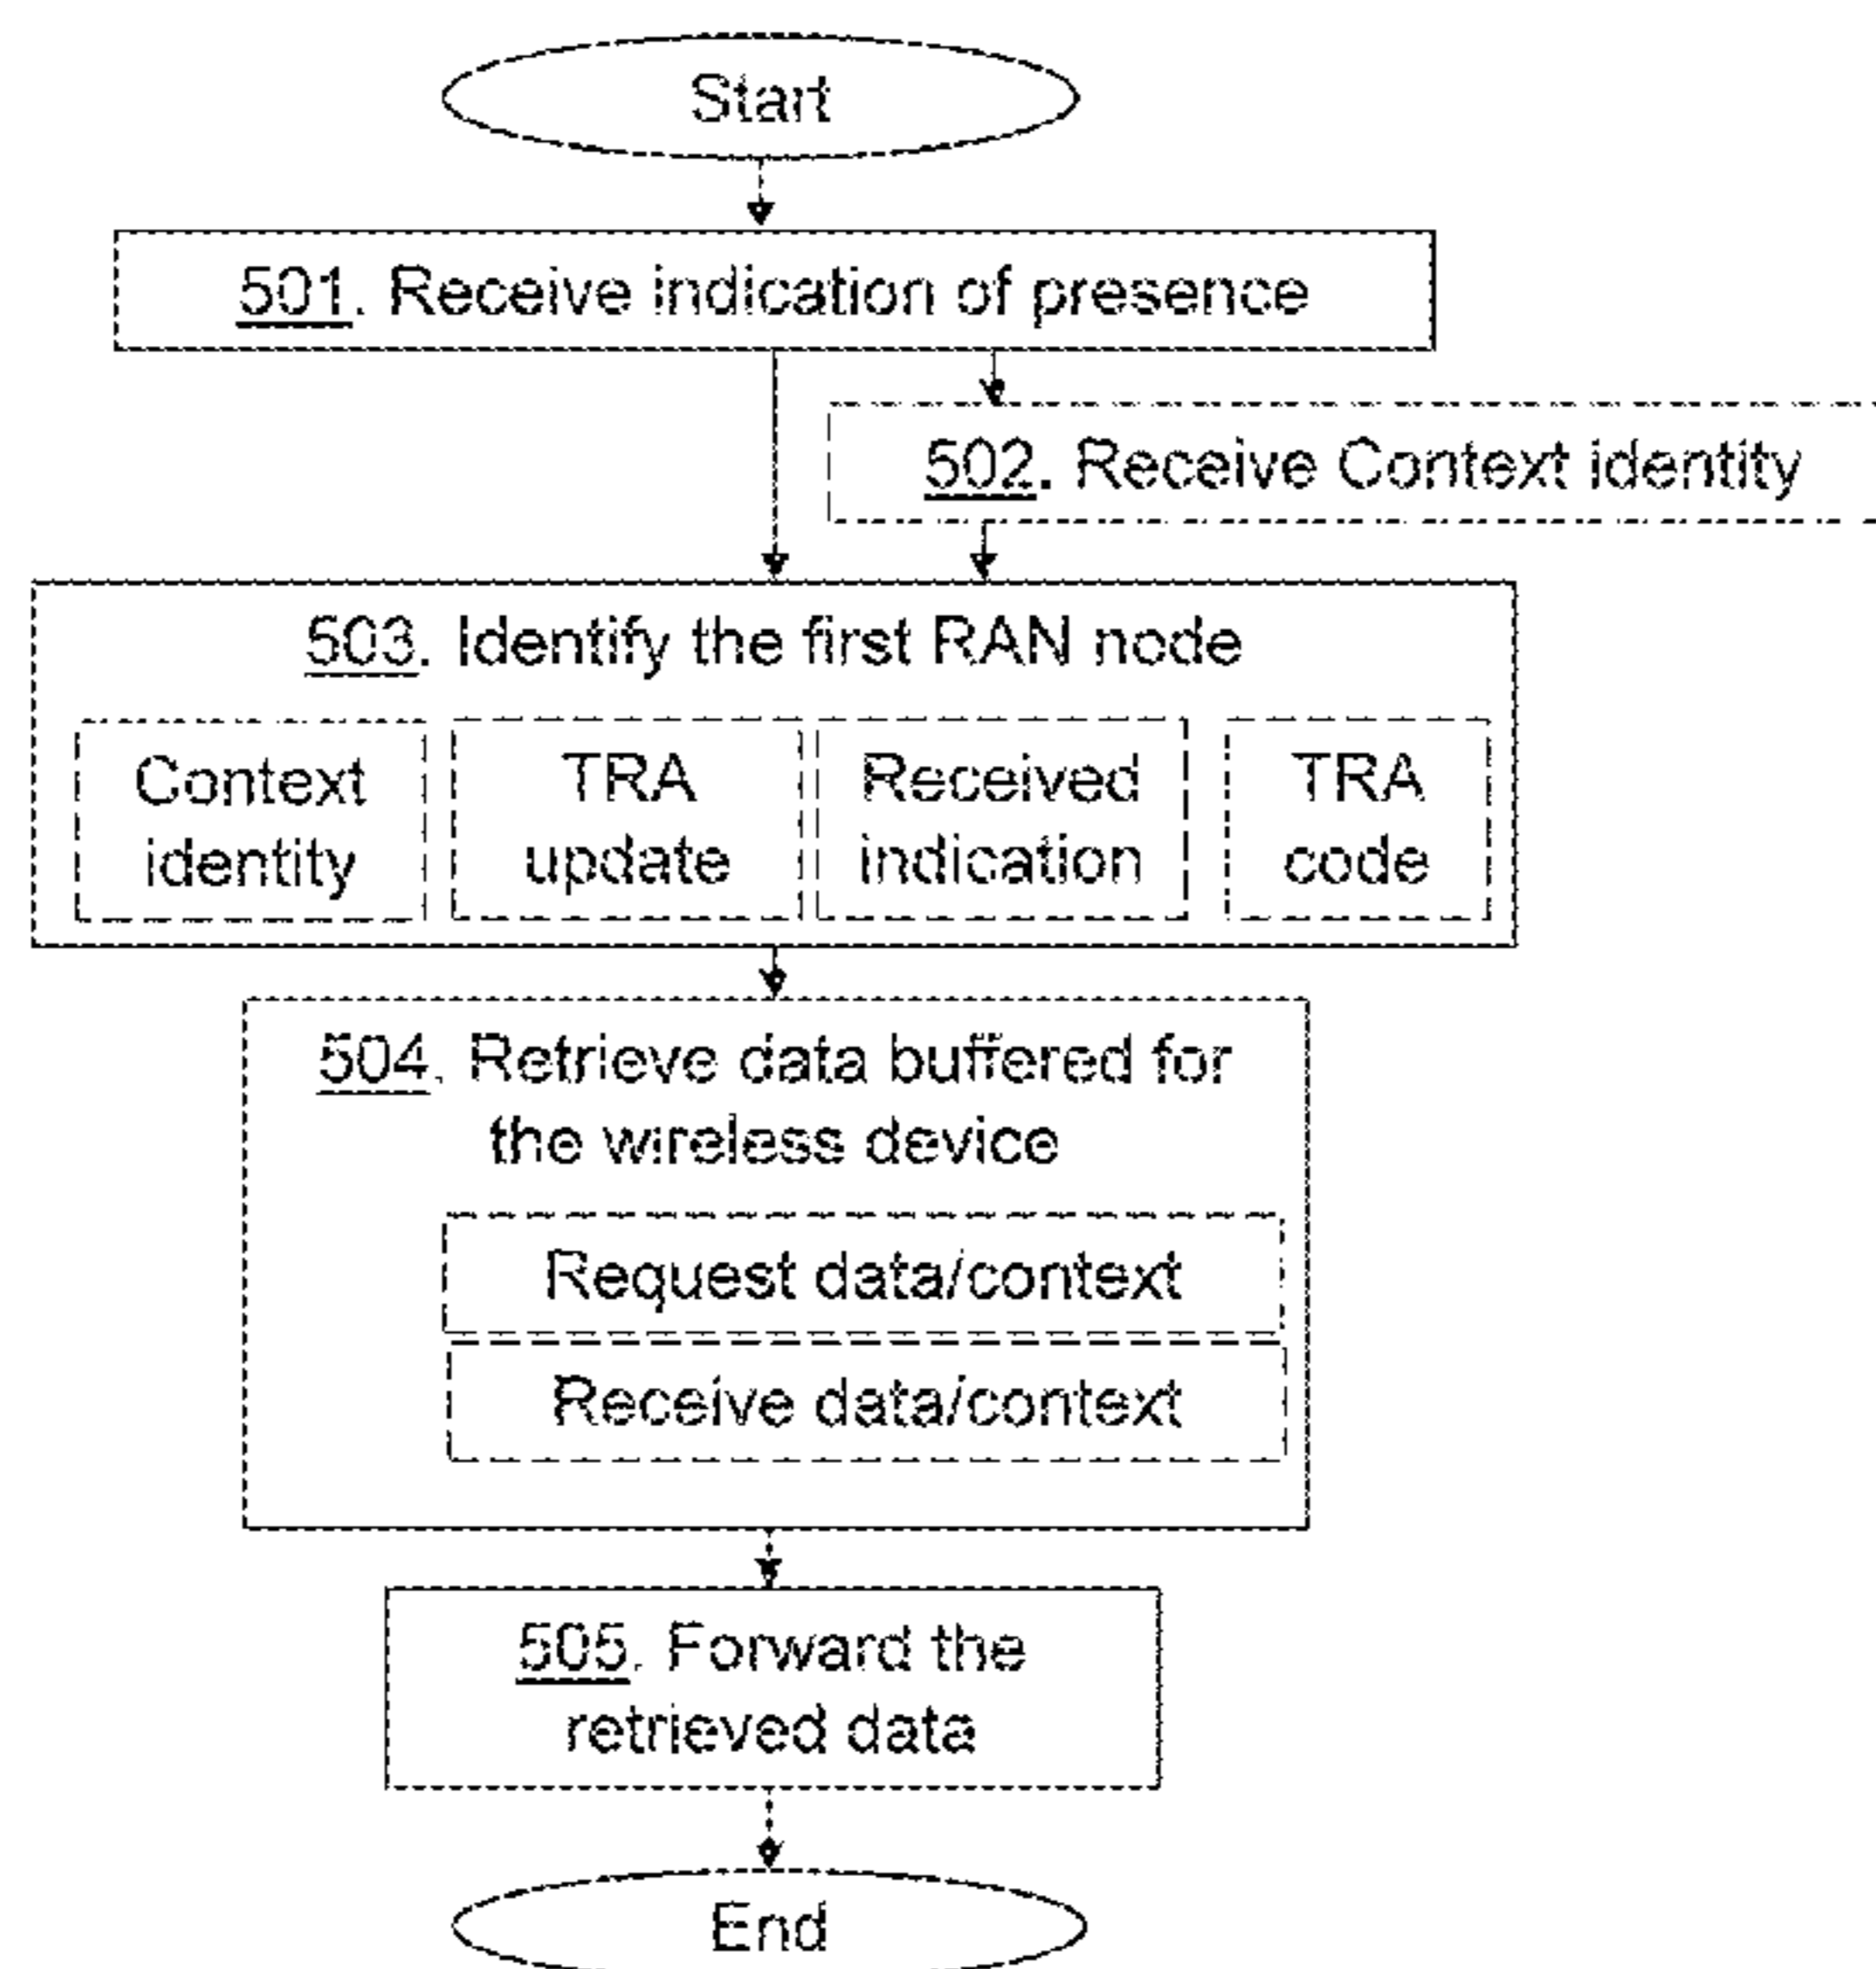 Start
501. Receive indication of presence
502. Receive Context identity
503. Identify the first RAN node
Context
identity
TRA
update
Received
indication
TRA
code
504. Retrieve data buffered for
the wireless device
Request data/context
Receive data/context
505. Forward the
retrieved data
End